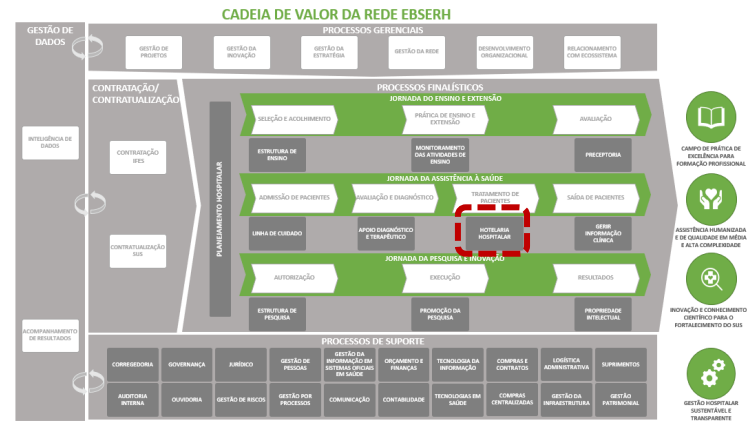 CADEIA DE VALOR DA REDE EBSERH
GESTÃO DE
DADOS
INTELIGÊNCIA DE
DADOS
ACOMPANHAMENTO
DE RESULTADOS
PROCESSOS GERENCIAIS
GESTÃO DE
PROJETOS
GESTÃO DA
INOVAÇÃO
GESTÃO DA
ESTRATÉGIA
GESTÃO DA REDE
DESENVOLVIMENTO
ORGANIZACIONAL
RELACIONAMENTO
COM ECOSISTEMA
CONTRATAÇÃO/
CONTRATUALIZAÇÃO
CONTRATAÇÃO
IFES
CONTRATUALIZAÇÃO
SUS
PROCESSOS FINALÍSTICOS
PLANEJAMENTO HOSPITALAR
JORNADA DO ENSINO E EXTENSÃO
SELEÇÃO E ACOLHIMENTO
PRÁTICA DE ENSINO E
EXTENSÃO
AVALIAÇÃO
ESTRUTURA DE
ENSINO
MONITORAMENTO
DAS ATIVIDADES DE
ENSINO
PRECEPTORIA
JORNADA DA ASSISTÊNCIA À SAÚDE
ADMISSÃO DE PACIENTES
AVALIAÇÃO E DIAGNÓSTICO
TRATAMENTO DE
PACIENTES
SAÍDA DE PACIENTES
LINHA DE CUIDADO
APOIO DIAGNÓSTICO
E TERAPÊUTICO
HOTELARIA
HOSPITALAR
GERIR
INFORMAÇÃO
CLÍNICA
JORNADA DA PESQUISA E INOVAÇÃO
AUTORIZAÇÃO
EXECUÇÃO
RESULTADOS
ESTRUTURA DE
PESQUISA
PROMOÇÃO DA
PESQUISA
PROPRIEDADE
INTELECTUAL
PROCESSOS DE SUPORTE
CORREGEDORIA
GOVERNANÇA
JURÍDICO
GESTÃO DE
PESSOAS
GESTÃO DA
INFORMAÇÃO EM
SISTEMAS OFICIAIS
EM SAÚDE
ORÇAMENTO E
FINANÇAS
TECNOLOGIA DA
INFORMAÇÃO
COMPRAS E
CONTRATOS
LOGÍSTICA
ADMINISTRATIVA
SUPRIMENTOS
AUDITORIA
INTERNA
OUVIDORIA
GESTÃO DE RISCOS
GESTÃO POR
PROCESSOS
COMUNICAÇÃO
CONTABILIDADE
TECNOLOGIAS EM
SAÚDE
COMPRAS
CENTRALIZADAS
GESTÃO DA
INFRAESTRUTURA
GESTÃO
PATRIMONIAL
CAMPO DE PRÁTICA DE
EXCELÊNCIA PARA
FORMAÇÃO PROFISSIONAL
ASSISTÊNCIA HUMANIZADA
E DE QUALIDADE EM MÉDIA
E ALTA COMPLEXIDADE
INOVAÇÃO E CONHECIMENTO
CIENTÍFICO PARA O
FORTALECIMENTO DO SUS
GESTÃO HOSPITALAR
SUSTENTÁVEL E
TRANSPARENTE